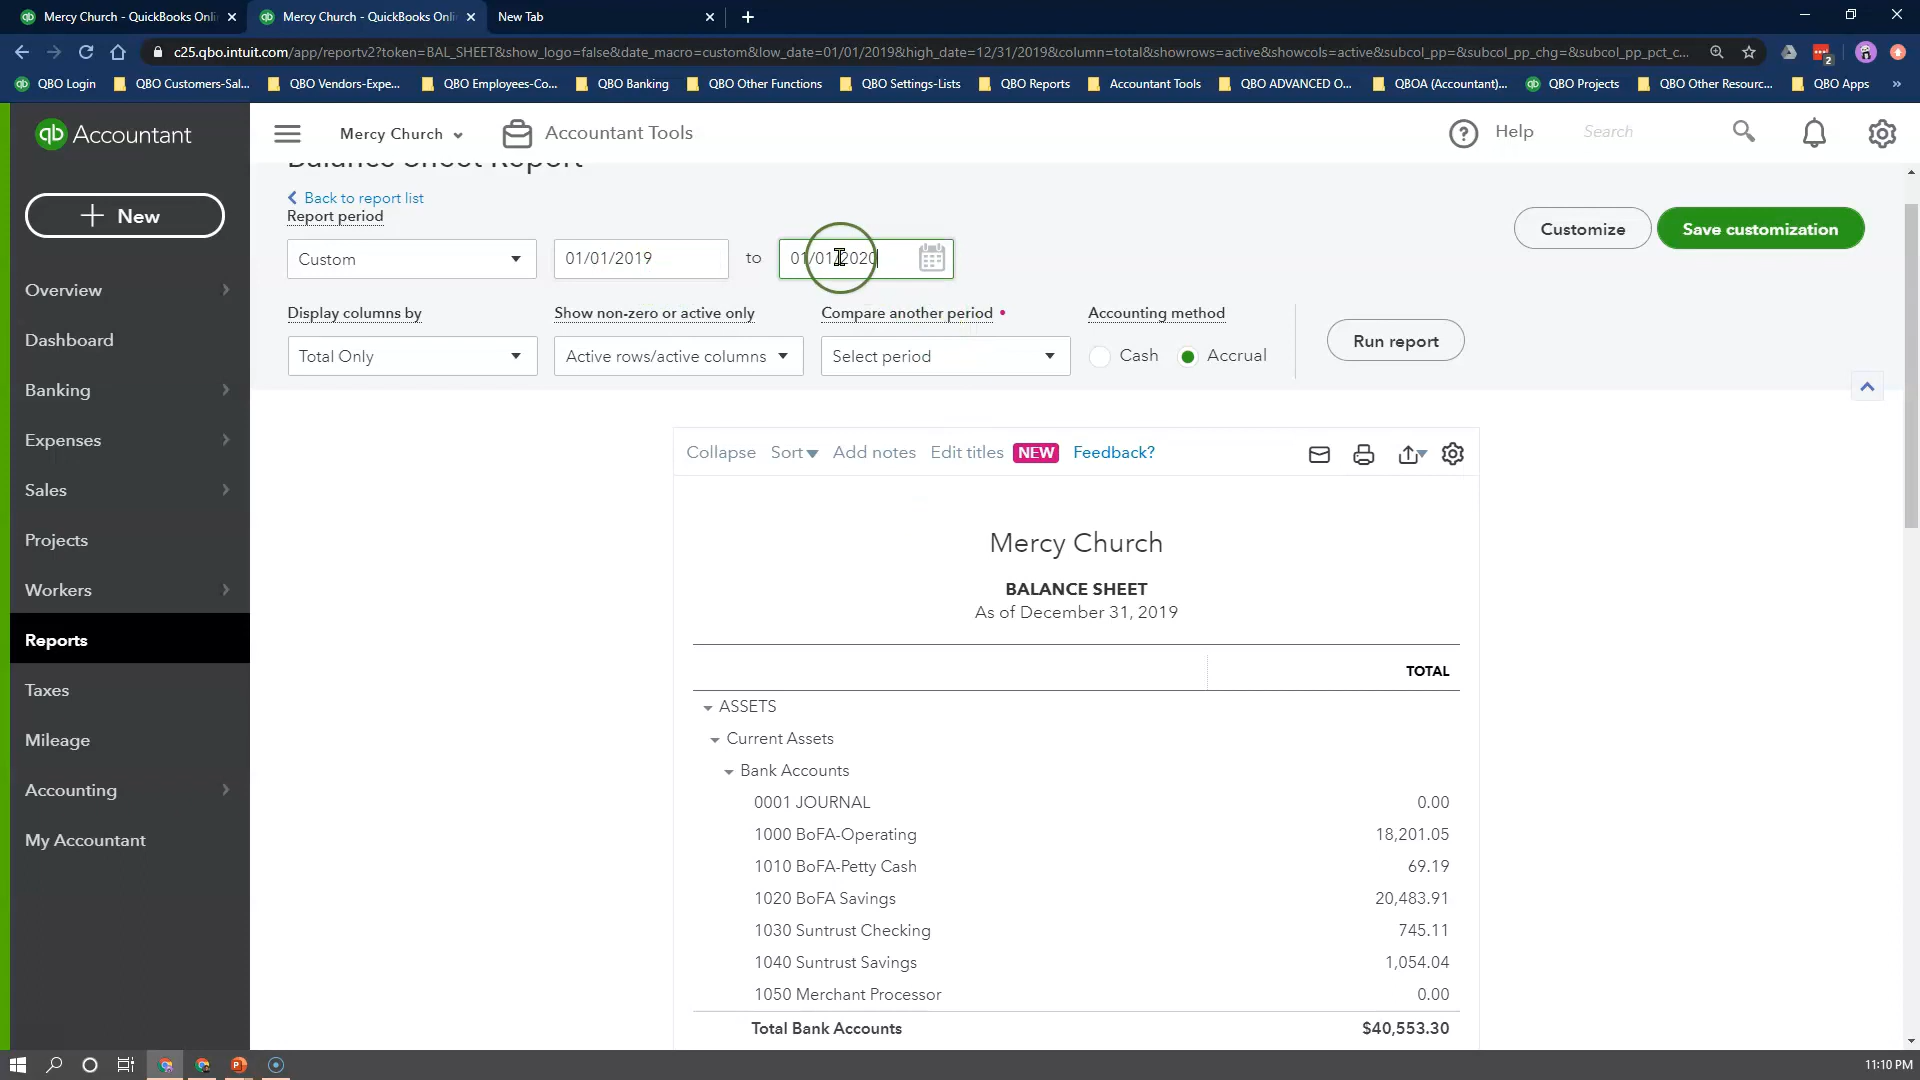 Mercy Church - QuickBooks Onli
Mercy Church - QuickBooks Onli
New Tab
c25.qbo.intuit.com/app/reportv2?token=BAL_SHEET&show_logo=false&date_macro=custom&low_date=01/01/2019&high_date=12/31/2019&column=total&showrows=active&showcols=active&subcol_pp=&subcol_pp_chg=&subcol_pp_pct_c...
2
QBO Login
QBO Customers-Sal...
QBO Vendors-Expe...
QBO Employees-Co...
QBO Banking
QBO Other Functions
QBO Settings-Lists
QBO Reports
Accountant Tools
QBO ADVANCED O...
QBOA (Accountant)...
QBO Projects
QBO Other Resourc...
QBO Apps
»
qb Accountant
Mercy Church
Accountant Tools
Help
Search
+ New
Overview
Dashboard
Banking
Expenses
Sales
Projects
Workers
Reports
Taxes
Mileage
Accounting
My Accountant
Balance Sheet Report
Back to report list
Report period
Custom
01/01/2019
to
01/01/2020
Customize
Save customization
Display columns by
Show non-zero or active only
Compare another period
Accounting method
Total Only
Active rows/active columns
Select period
Cash
Accrual
Run report
Collapse
Sort
Add notes
Edit titles
NEW
Feedback?
Mercy Church
BALANCE SHEET
As of December 31, 2019
TOTAL
ASSETS
Current Assets
Bank Accounts
0001 JOURNAL 0.00
1000 BoFA-Operating 18,201.05
1010 BoFA-Petty Cash 69.19
1020 BoFA Savings 20,483.91
1030 Suntrust Checking 745.11
1040 Suntrust Savings 1,054.04
1050 Merchant Processor 0.00
Total Bank Accounts $40,553.30
11:10 PM